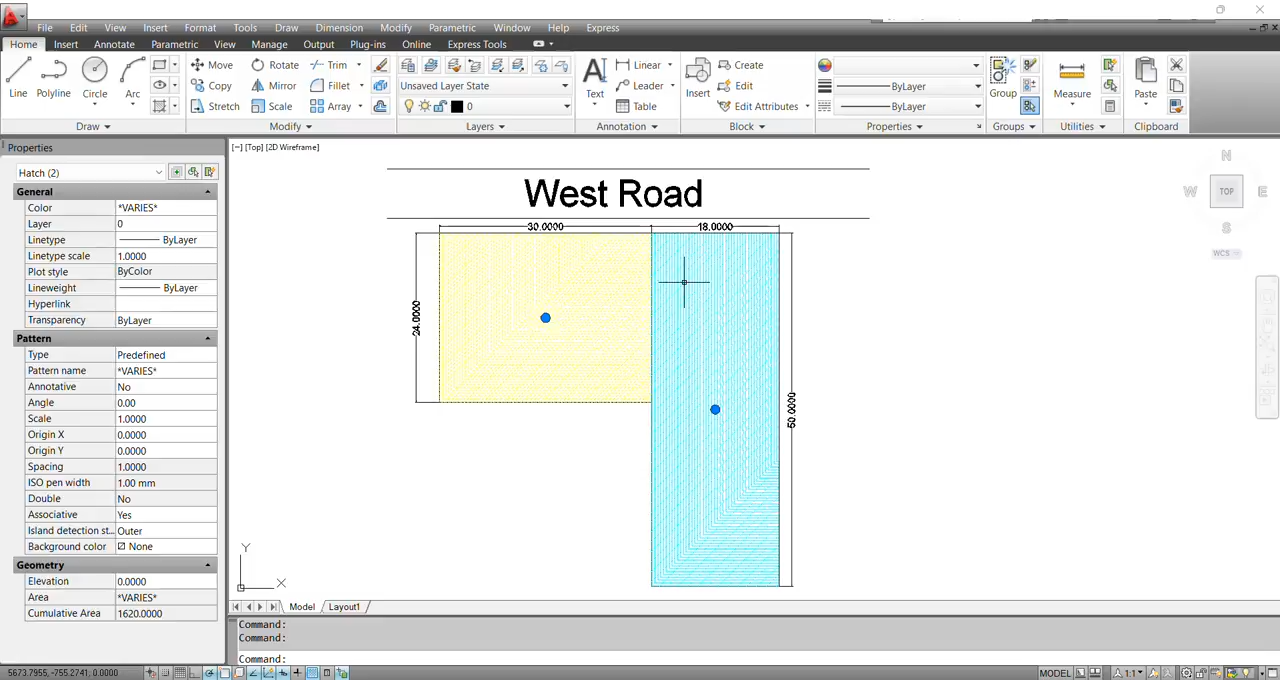 File Edit View Insert Format Tools Draw Dimension Modify Parametric Window Help Express
Home Insert Annotate Parametric View Manage Output Plug-ins Online Express Tools
Line Polyline Circle Arc
Move Rotate Trim
Copy Mirror Fillet
Stretch Scale Array
Unsaved Layer State
0
Text
Linear
Leader
Table
Insert
Create
Edit
Edit Attributes
ByLayer
ByLayer
Group
Measure
Paste
Draw Modify Layers Annotation Block Properties Groups Utilities Clipboard
Properties
Hatch (2)
General
Color *VARIES*
Layer 0
Linetype ByLayer
Linetype scale 1.0000
Plot style ByColor
Lineweight ByLayer
Hyperlink
Transparency ByLayer
Pattern
Type Predefined
Pattern name *VARIES*
Annotative No
Angle 0.00
Scale 1.0000
Origin X 0.0000
Origin Y 0.0000
Spacing 1.0000
ISO pen width 1.00 mm
Double No
Associative Yes
Island detection st... Outer
Background color None
Geometry
Elevation 0.0000
Area *VARIES*
Cumulative Area 1620.0000
[−] [Top] [2D Wireframe]
West Road
30.0000 18.0000
24.0000
50.0000
Y
X
N
W TOP E
S
WCS
Model Layout1
Command:
Command:
Command:
5673.7955, -755.2741; 0.0000
MODEL 1:1